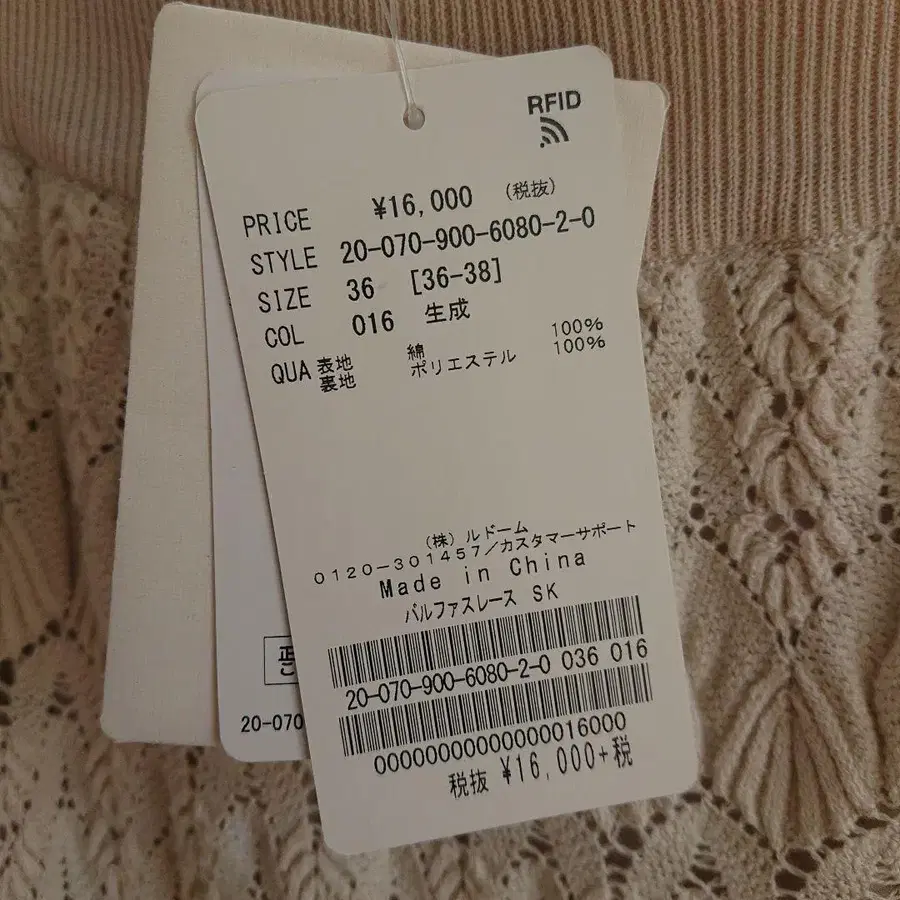 RFID
PRICE ¥16,000 (税抜)
STYLE 20-070-900-6080-2-0
SIZE 36 [36-38]
COL 016 生成
QUA 表地 綿 100%
裏地 ポリエステル 100%
(株) ルドーム
0120-301457/カスタマーサポート
Made in China
パルファスレース SK
20-070-900-6080-2-0 036 016
00000000000000016000
税抜 ¥16,000+税
20-070